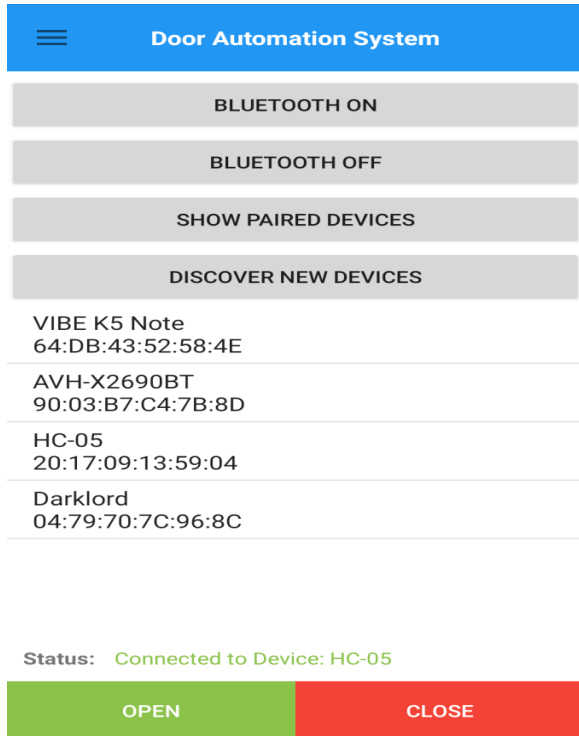 Door Automation System
BLUETOOTH ON
BLUETOOTH OFF
SHOW PAIRED DEVICES
DISCOVER NEW DEVICES
VIBE K5 Note
64:DB:43:52:58:4E
AVH-X2690BT
90:03:B7:C4:7B:8D
HC-05
20:17:09:13:59:04
Darklord
04:79:70:7C:96:8C
Status: Connected to Device: HC-05
OPEN CLOSE